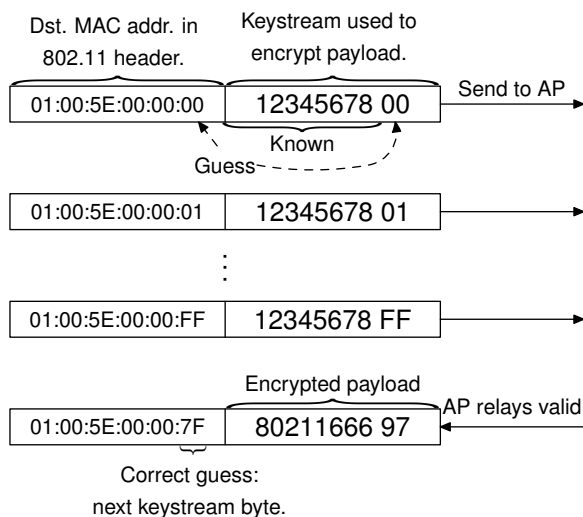 Dst. MAC addr. in
802.11 header.
Keystream used to
encrypt payload.
01:00:5E:00:00:00
12345678 00
Send to AP
Known
Guess
01:00:5E:00:00:01
12345678 01
⋮
01:00:5E:00:00:FF
12345678 FF
Encrypted payload
01:00:5E:00:00:7F
80211666 97
AP relays valid
Correct guess:
next keystream byte.